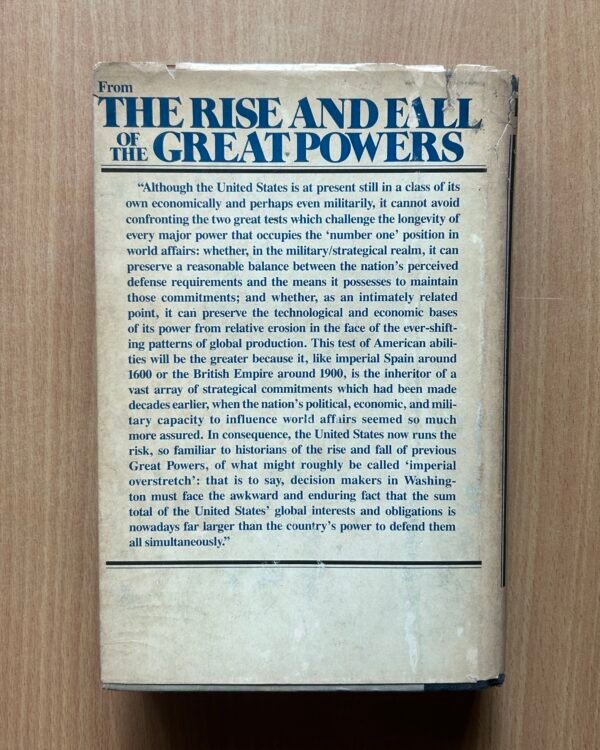 From
THE RISE AND FALL
OF THE GREAT POWERS
“Although the United States is at present still in a class of its
own economically and perhaps even militarily, it cannot avoid
confronting the two great tests which challenge the longevity of
every major power that occupies the ‘number one’ position in
world affairs: whether, in the military/strategical realm, it can
preserve a reasonable balance between the nation’s perceived
defense requirements and the means it possesses to maintain
those commitments; and whether, as an intimately related
point, it can preserve the technological and economic bases
of its power from relative erosion in the face of the ever-shift-
ing patterns of global production. This test of American abili-
ties will be the greater because it, like imperial Spain around
1600 or the British Empire around 1900, is the inheritor of a
vast array of strategical commitments which had been made
decades earlier, when the nation’s political, economic, and mili-
tary capacity to influence world affairs seemed so much
more assured. In consequence, the United States now runs the
risk, so familiar to historians of the rise and fall of previous
Great Powers, of what might roughly be called ‘imperial
overstretch’: that is to say, decision makers in Washing-
ton must face the awkward and enduring fact that the sum
total of the United States’ global interests and obligations is
nowadays far larger than the country’s power to defend them
all simultaneously.”